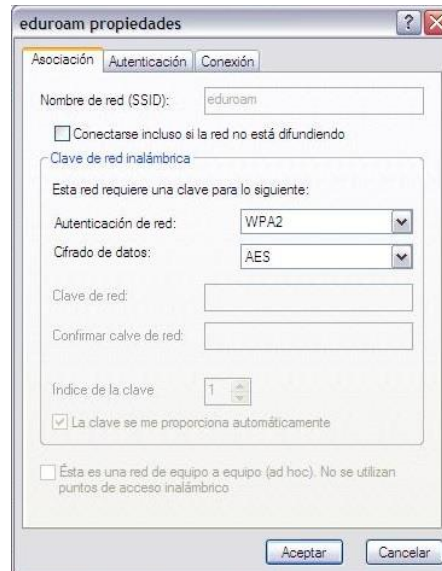 eduroam propiedades
Asociación Autenticación Conexión
Nombre de red (SSID): eduroam
Conectarse incluso si la red no está difundiendo
Clave de red inalámbrica
Esta red requiere una clave para lo siguiente:
Autenticación de red: WPA2
Cifrado de datos: AES
Clave de red:
Confirmar calve de red:
Índice de la clave 1
La clave se me proporciona automáticamente
Ésta es una red de equipo a equipo (ad hoc). No se utilizan
puntos de acceso inalámbrico
Aceptar Cancelar